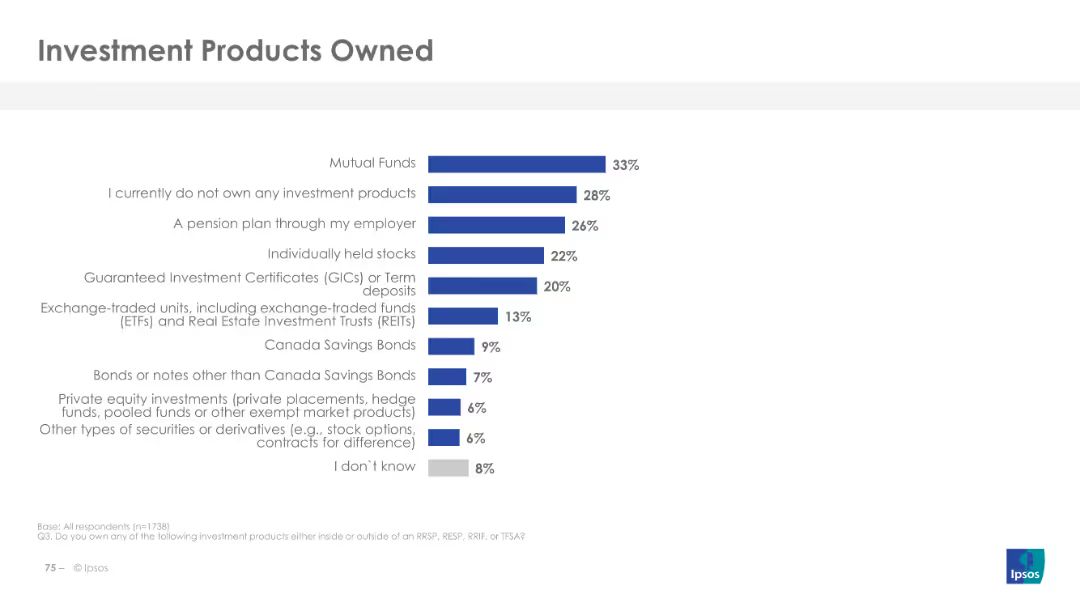 Investment Products Owned
Mutual Funds 33%
I currently do not own any investment products 28%
A pension plan through my employer 26%
Individually held stocks 22%
Guaranteed Investment Certificates (GICs) or Term
deposits 20%
Exchange-traded units, including exchange-traded funds
(ETFs) and Real Estate Investment Trusts (REITs) 13%
Canada Savings Bonds 9%
Bonds or notes other than Canada Savings Bonds 7%
Private equity investments (private placements, hedge
funds, pooled funds or other exempt market products) 6%
Other types of securities or derivatives (e.g., stock options,
contracts for difference) 6%
I don`t know 8%
Base: All respondents (n=1738)
Q3. Do you own any of the following investment products either inside or outside of an RRSP, RESP, RRIF, or TFSA?
75 – © Ipsos
Ipsos